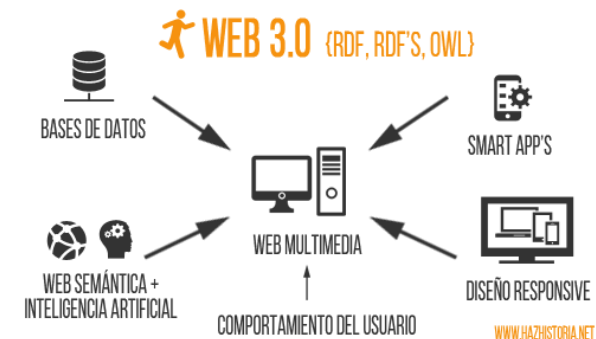 WEB 3.0 {RDF, RDF'S, OWL}
BASES DE DATOS
SMART APP'S
WEB MULTIMEDIA
WEB SEMÁNTICA +
INTELIGENCIA ARTIFICIAL
DISEÑO RESPONSIVE
COMPORTAMIENTO DEL USUARIO
WWW.HAZHISTORIA.NET